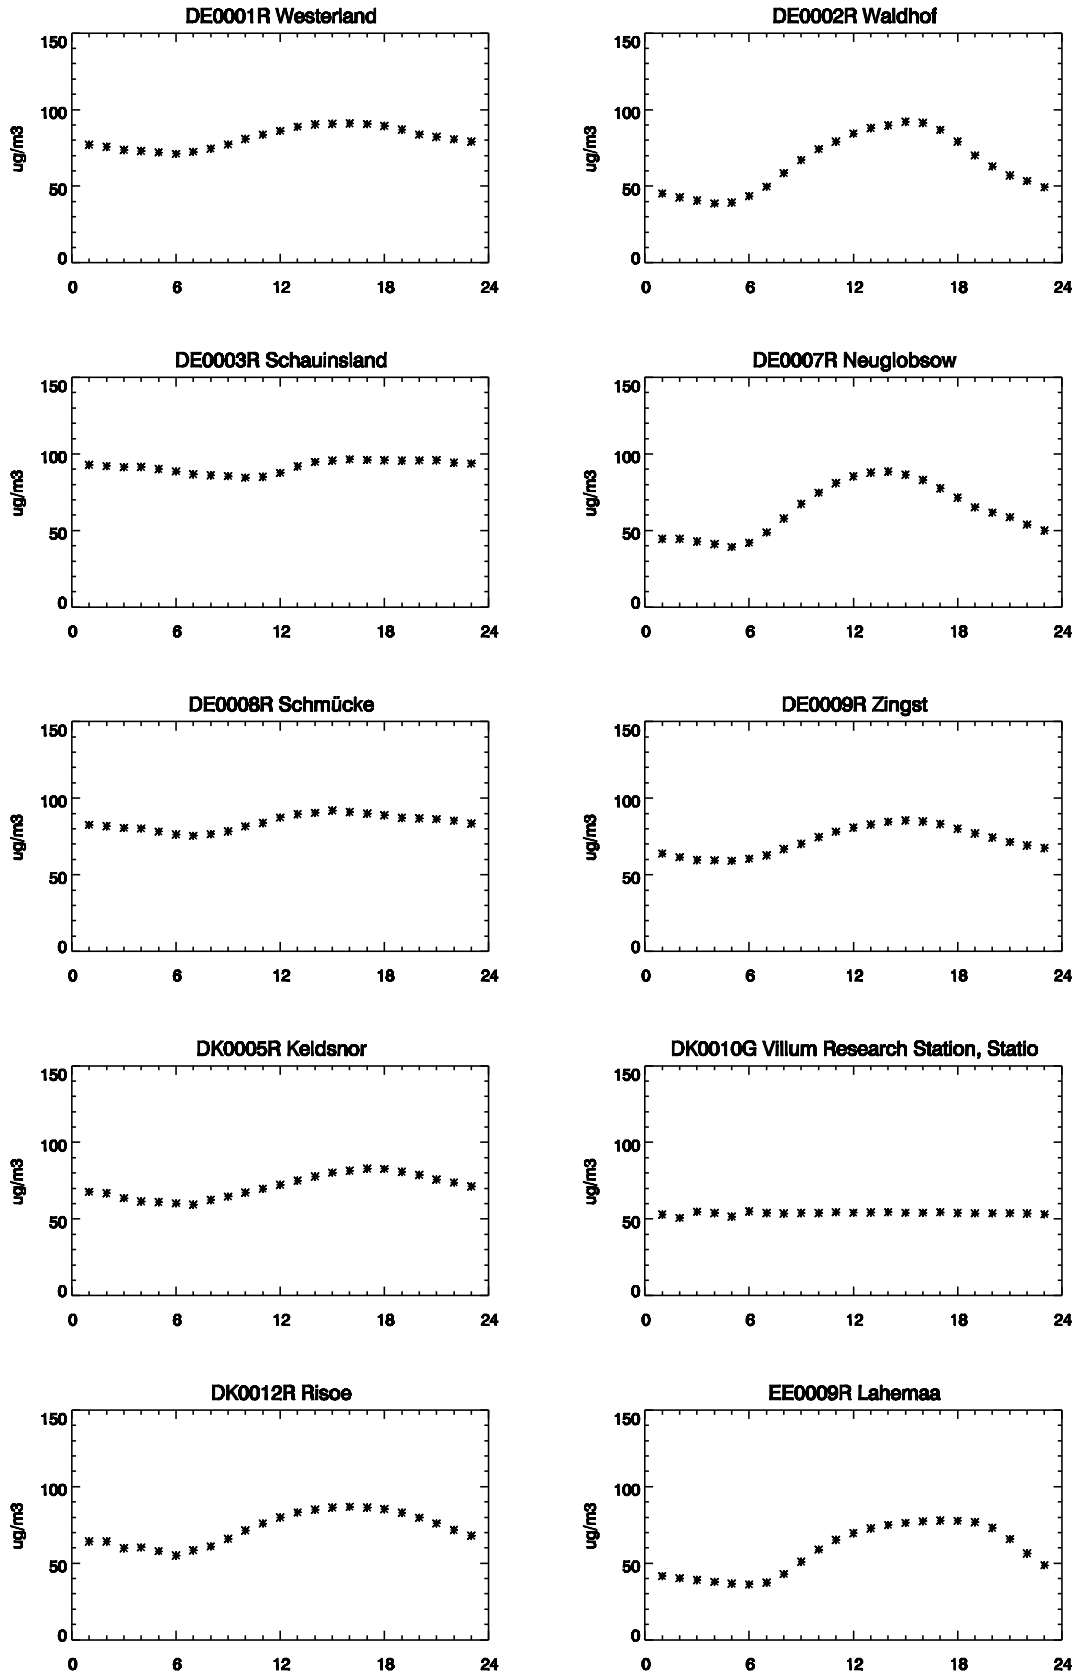 DE0001R Westerland
150
100
50
0
ug/m3
0 6 12 18 24
DE0002R Waldhof
150
100
50
0
ug/m3
0 6 12 18 24
DE0003R Schauinsland
150
100
50
0
ug/m3
0 6 12 18 24
DE0007R Neuglobsow
150
100
50
0
ug/m3
0 6 12 18 24
DE0008R Schmücke
150
100
50
0
ug/m3
0 6 12 18 24
DE0009R Zingst
150
100
50
0
ug/m3
0 6 12 18 24
DK0005R Keldsnor
150
100
50
0
ug/m3
0 6 12 18 24
DK0010G Villum Research Station, Statio
150
100
50
0
ug/m3
0 6 12 18 24
DK0012R Risoe
150
100
50
0
ug/m3
0 6 12 18 24
EE0009R Lahemaa
150
100
50
0
ug/m3
0 6 12 18 24